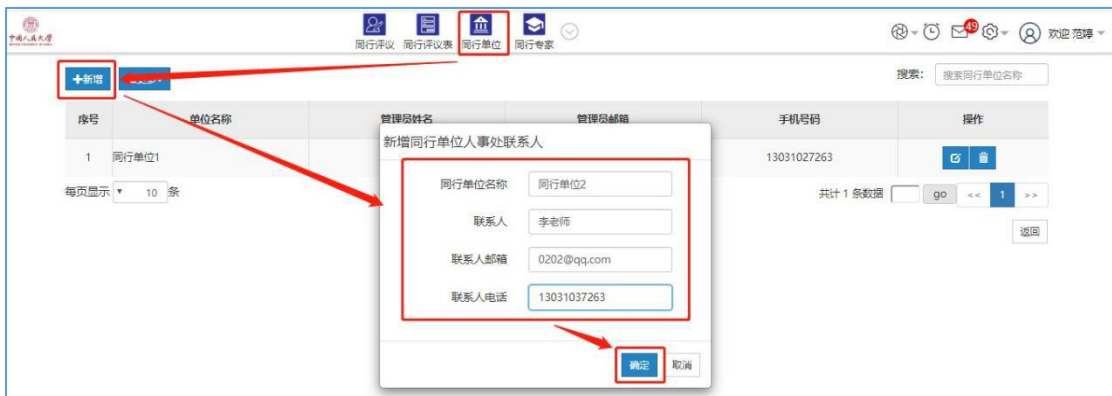 中国人民大学
同行评议 同行评议表 同行单位 同行专家
49
欢迎 范婷
新增
搜索: 搜索同行单位名称
序号 单位名称 管理员姓名 管理员邮箱 手机号码 操作
1 同行单位1 13031027263
每页显示 10 条
共计 1 条数据 go << 1 >>
返回
新增同行单位人事处联系人
同行单位名称 同行单位2
联系人 李老师
联系人邮箱 0202@qq.com
联系人电话 13031037263
确定 取消